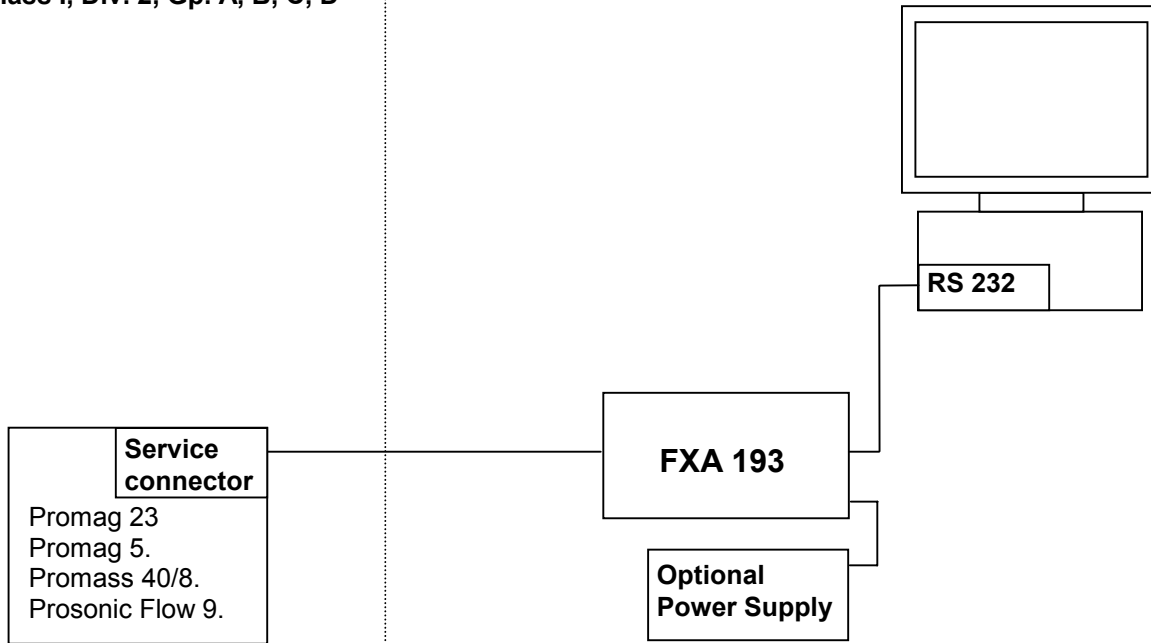 Class I, Div. 2, Gp. A, B, C, D
RS 232
FXA 193
Service
connector
Promag 23
Promag 5.
Promass 40/8.
Prosonic Flow 9.
Optional
Power Supply